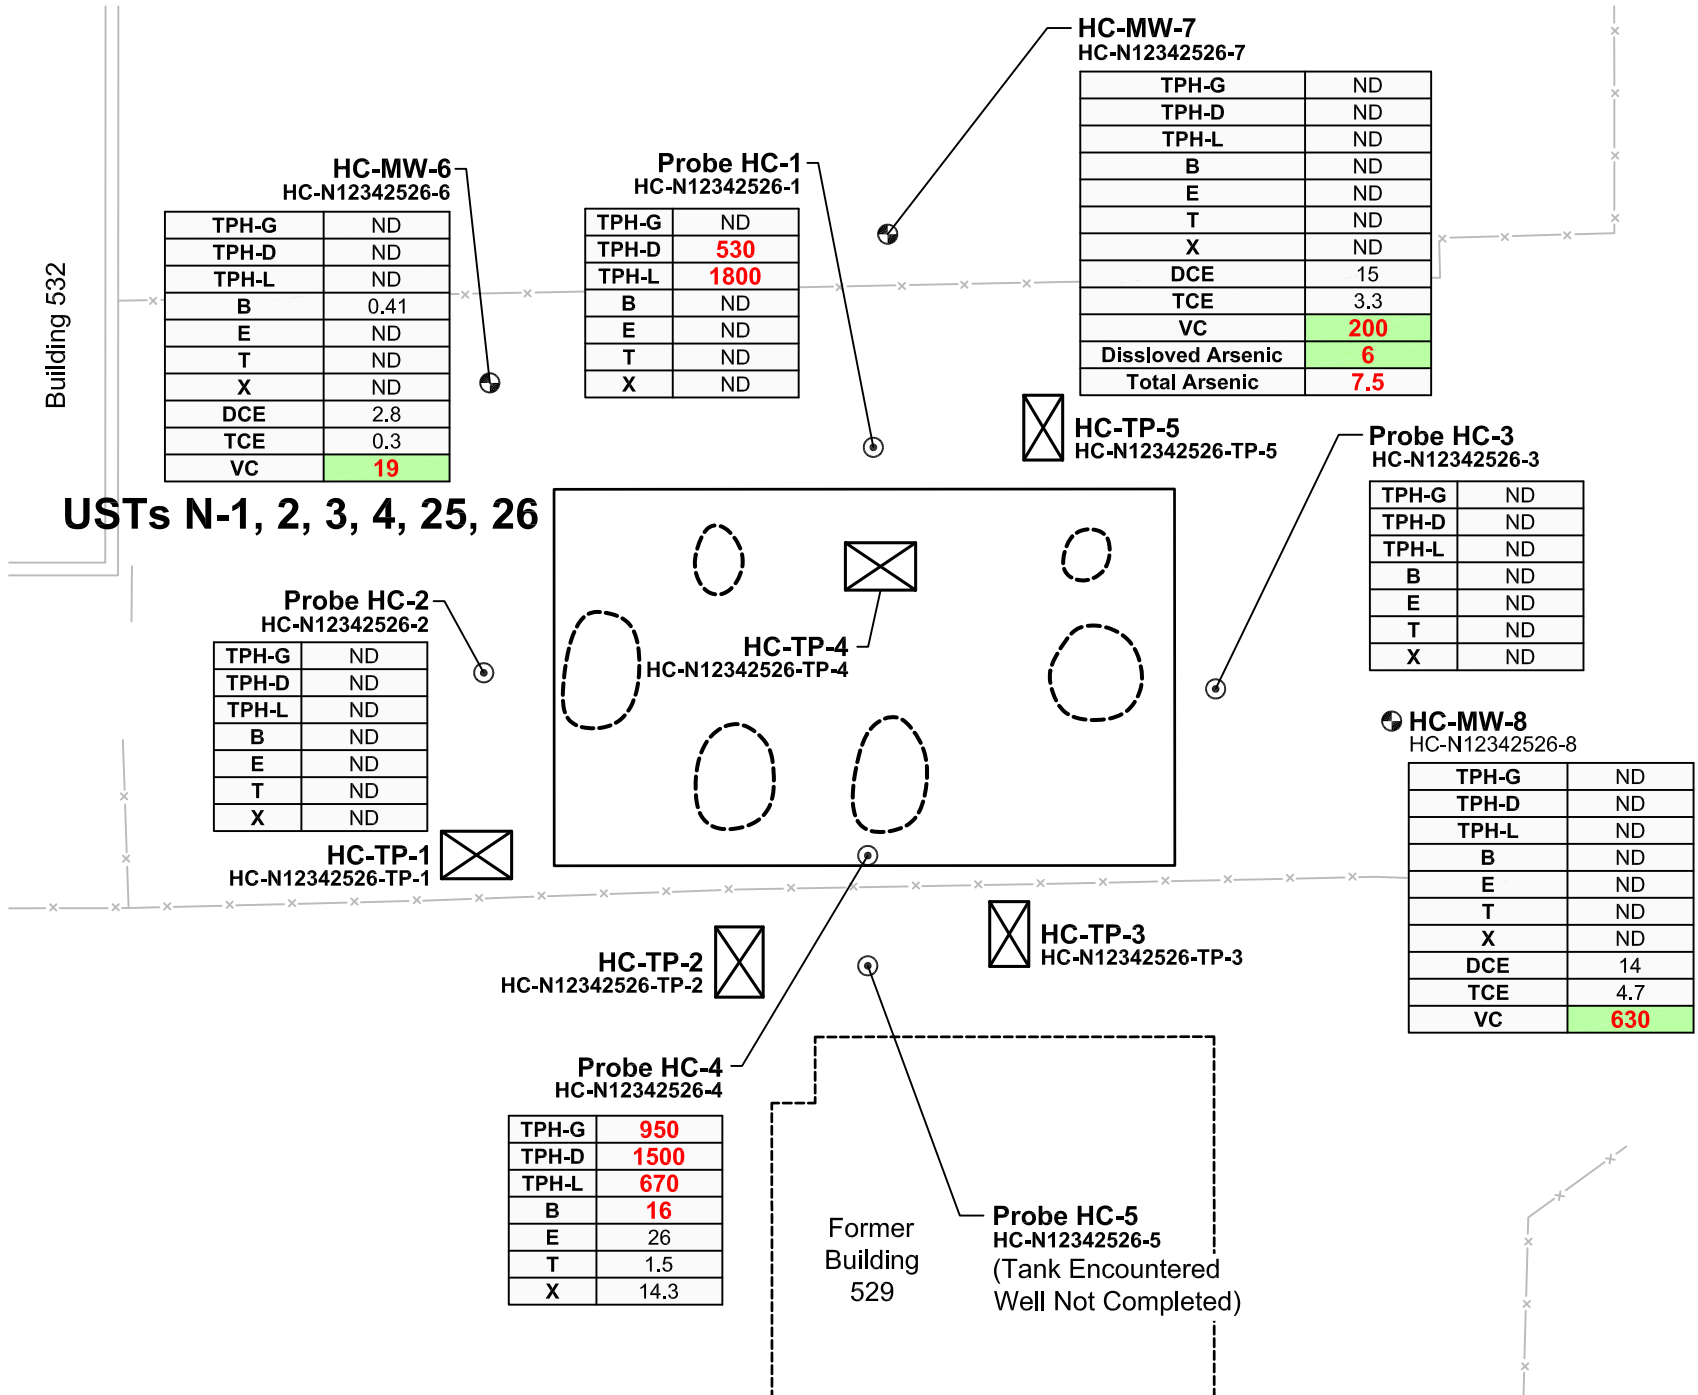 HC-MW-7
HC-N12342526-7
TPH-G ND
TPH-D ND
TPH-L ND
B ND
E ND
T ND
X ND
DCE 15
TCE 3.3
VC 200
Dissloved Arsenic 6
Total Arsenic 7.5
HC-MW-6
HC-N12342526-6
TPH-G ND
TPH-D ND
TPH-L ND
B 0.41
E ND
T ND
X ND
DCE 2.8
TCE 0.3
VC 19
Probe HC-1
HC-N12342526-1
TPH-G ND
TPH-D 530
TPH-L 1800
B ND
E ND
T ND
X ND
Building 532
HC-TP-5
HC-N12342526-TP-5
Probe HC-3
HC-N12342526-3
TPH-G ND
TPH-D ND
TPH-L ND
B ND
E ND
T ND
X ND
USTs N-1, 2, 3, 4, 25, 26
Probe HC-2
HC-N12342526-2
TPH-G ND
TPH-D ND
TPH-L ND
B ND
E ND
T ND
X ND
HC-TP-4
HC-N12342526-TP-4
HC-MW-8
HC-N12342526-8
TPH-G ND
TPH-D ND
TPH-L ND
B ND
E ND
T ND
X ND
DCE 14
TCE 4.7
VC 630
HC-TP-1
HC-N12342526-TP-1
HC-TP-2
HC-N12342526-TP-2
HC-TP-3
HC-N12342526-TP-3
Probe HC-4
HC-N12342526-4
TPH-G 950
TPH-D 1500
TPH-L 670
B 16
E 26
T 1.5
X 14.3
Former
Building
529
Probe HC-5
HC-N12342526-5
(Tank Encountered
Well Not Completed)